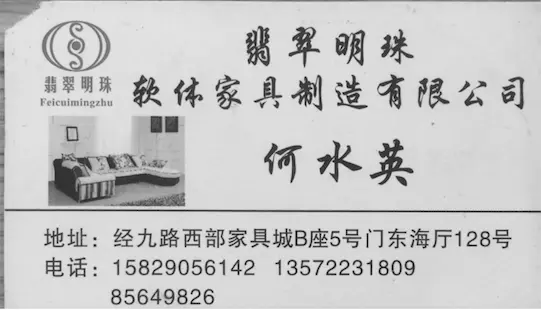 翡翠明珠
Feicuimingzhu
翡翠明珠
软体家具制造有限公司
何水英
地址：经九路西部家具城B座5号门东海厅128号
电话：15829056142 13572231809
85649826